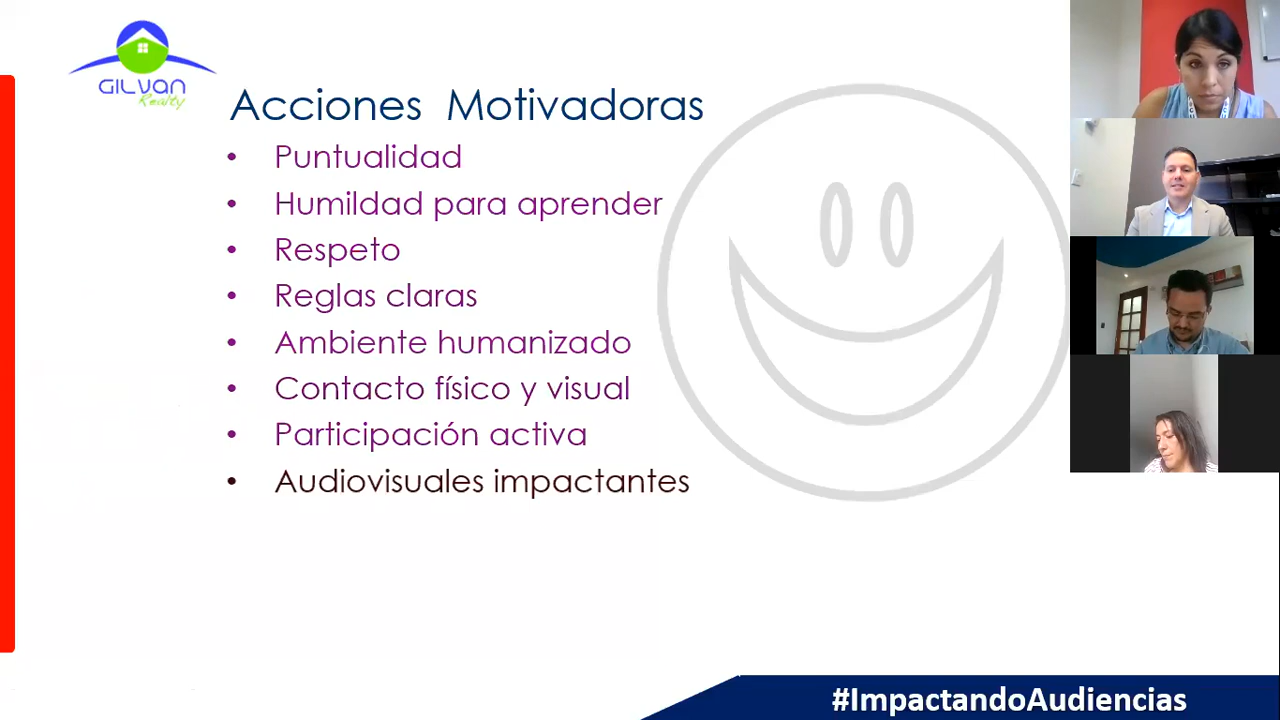 GILVAN
Realty
Acciones Motivadoras
• Puntualidad
• Humildad para aprender
• Respeto
• Reglas claras
• Ambiente humanizado
• Contacto físico y visual
• Participación activa
• Audiovisuales impactantes
#ImpactandoAudiencias